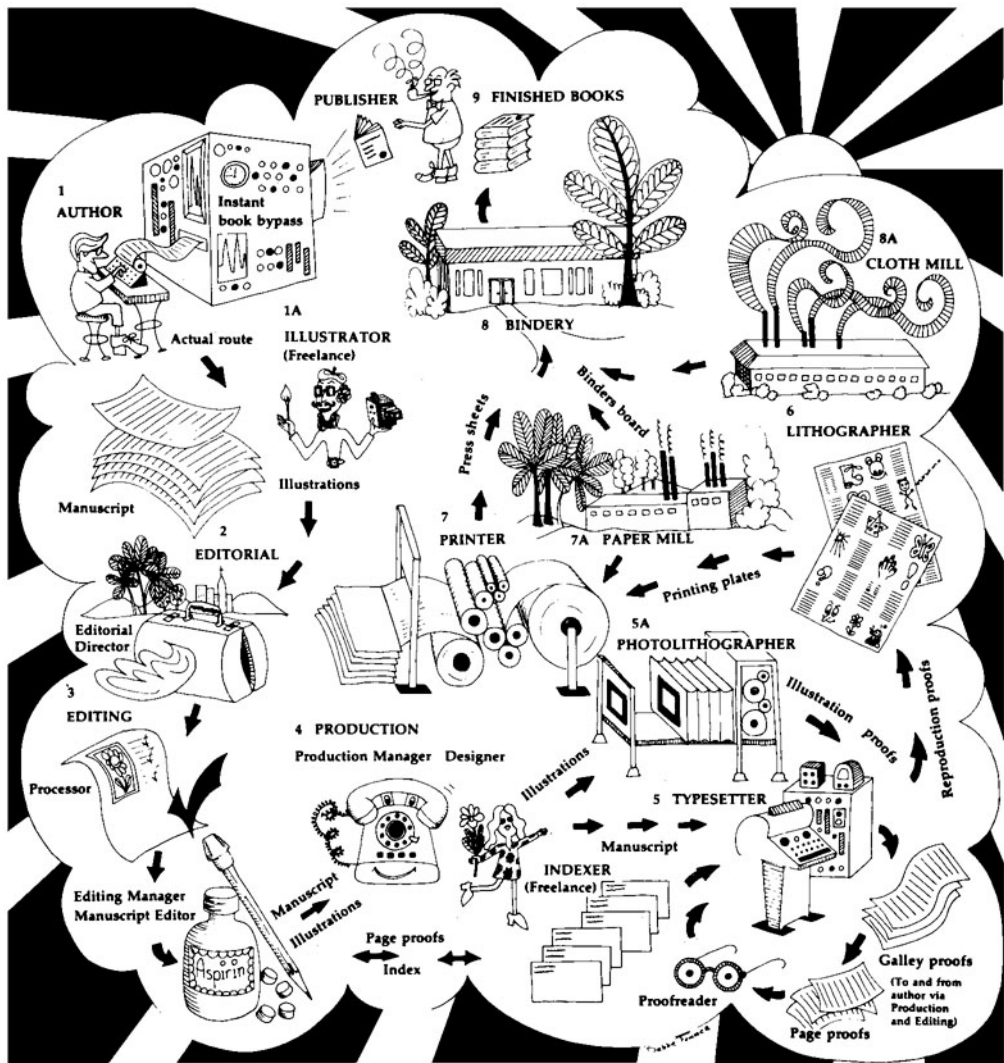 PUBLISHER
9 FINISHED BOOKS
1
AUTHOR
Instant
book bypass
Actual route
1A
ILLUSTRATOR
(Freelance)
Illustrations
Manuscript
8A
CLOTH MILL
8 BINDERY
Binders board
Press sheets
6
LITHOGRAPHER
2
EDITORIAL
Editorial
Director
7
PRINTER
7A PAPER MILL
Printing plates
5A
PHOTOLITHOGRAPHER
Illustration proofs
Reproduction proofs
3
EDITING
Processor
4 PRODUCTION
Production Manager Designer
Illustrations
5 TYPESETTER
Manuscript
INDEXER
(Freelance)
Editing Manager
Manuscript Editor
Manuscript
Illustrations
Aspirin
Page proofs
Index
Proofreader
Galley proofs
(To and from
author via
Production
and Editing)
Page proofs